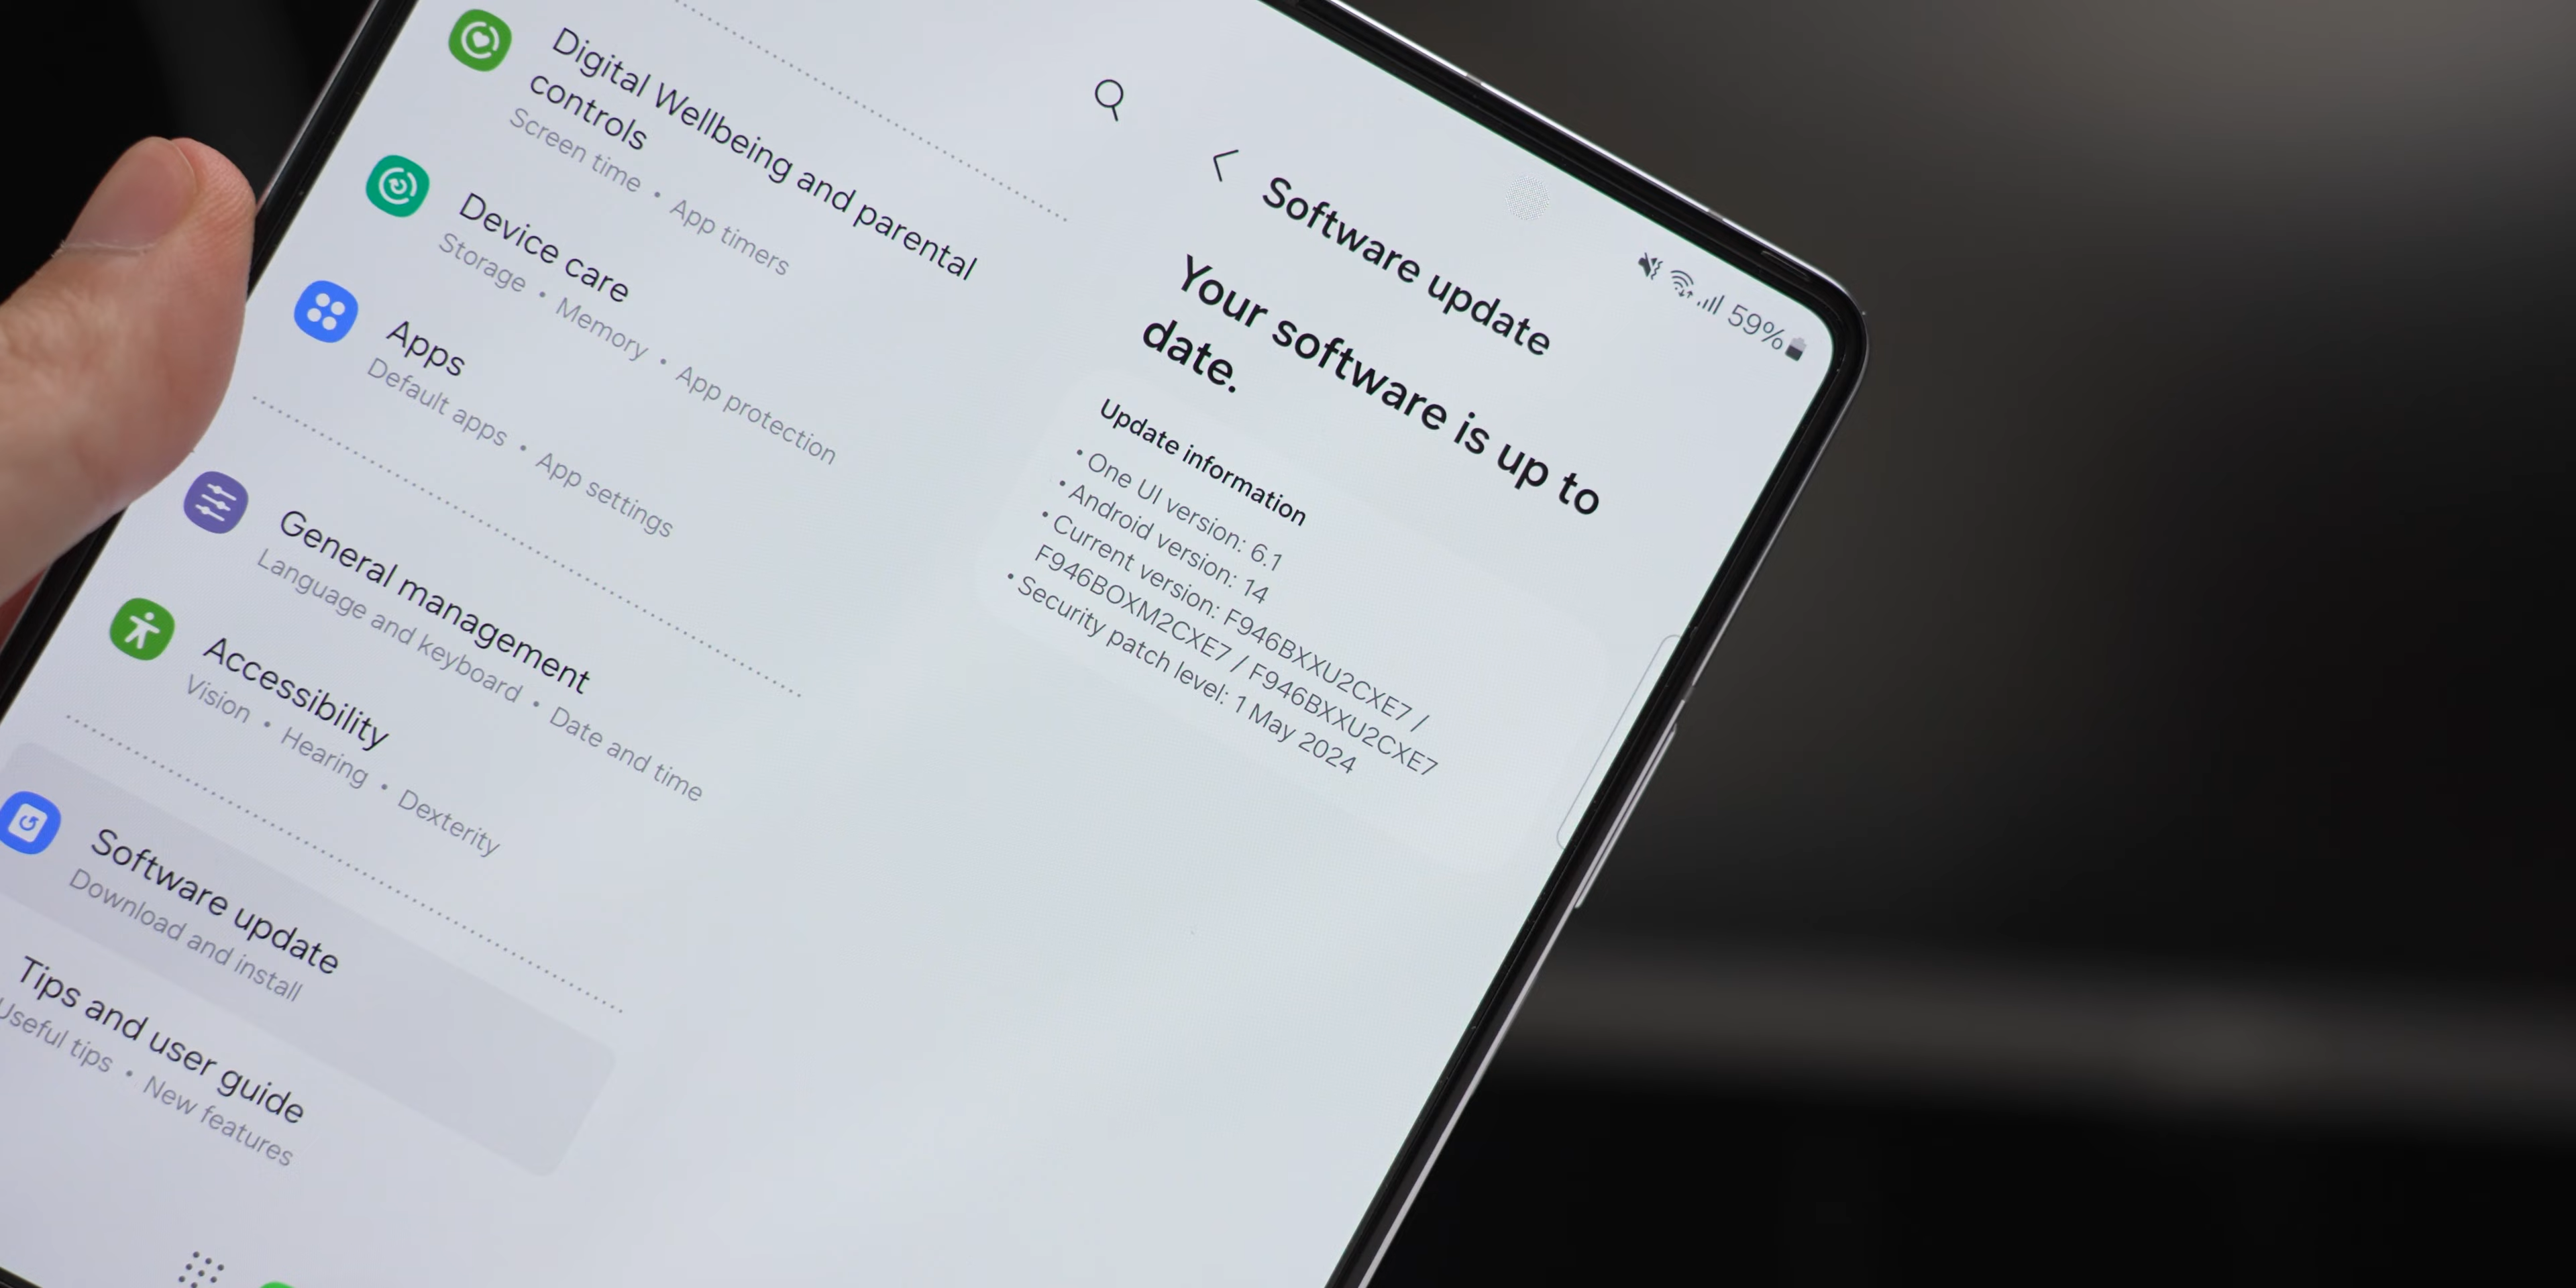 Digital Wellbeing and parental
controls
Screen time • App timers
Device care
Storage • Memory • App protection
Apps
Default apps • App settings
General management
Language and keyboard • Date and time
Accessibility
Vision • Hearing • Dexterity
Software update
Download and install
Tips and user guide
Useful tips • New features
59%
Software update
Your software is up to
date.
Update information
• One UI version: 6.1
• Android version: 14
• Current version: F946BXXU2CXE7 /
F946BOXM2CXE7 / F946BXXU2CXE7
• Security patch level: 1 May 2024